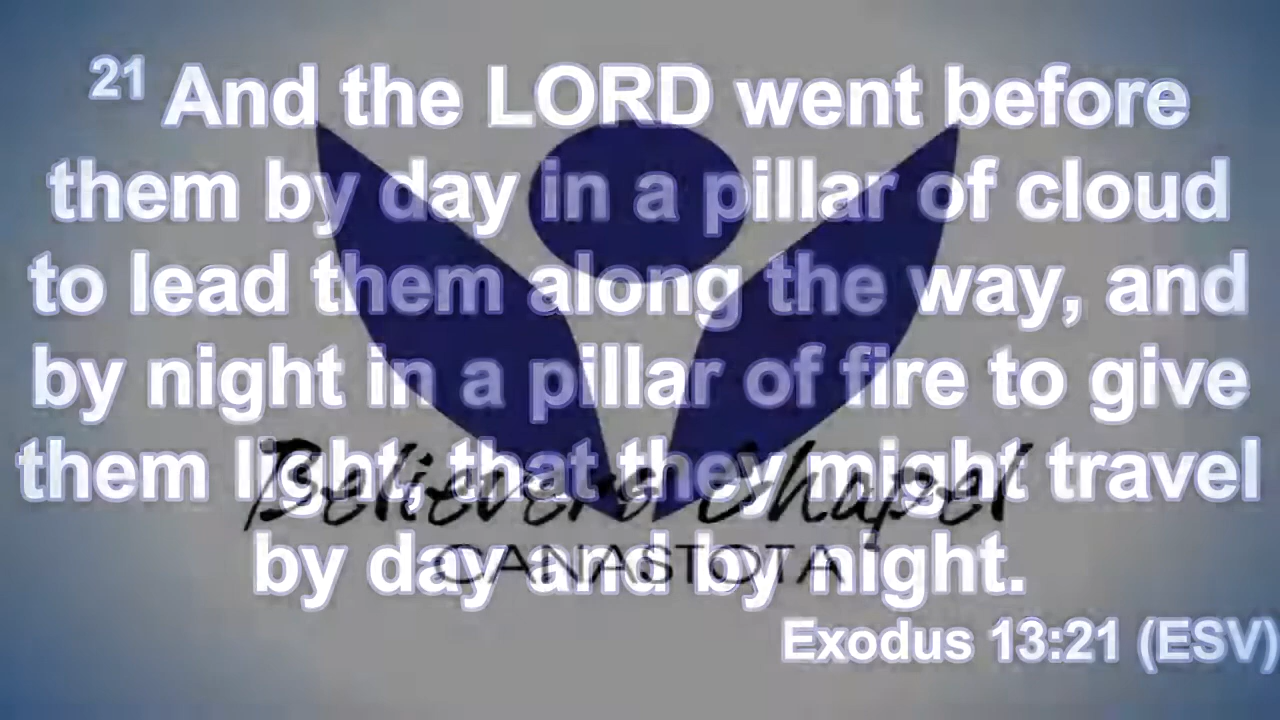 21 And the LORD went before
them by day in a pillar of cloud
to lead them along the way, and
by night in a pillar of fire to give
them light, that they might travel
Believers Chapel
by day and by night.
CANASTOTA
Exodus 13:21 (ESV)